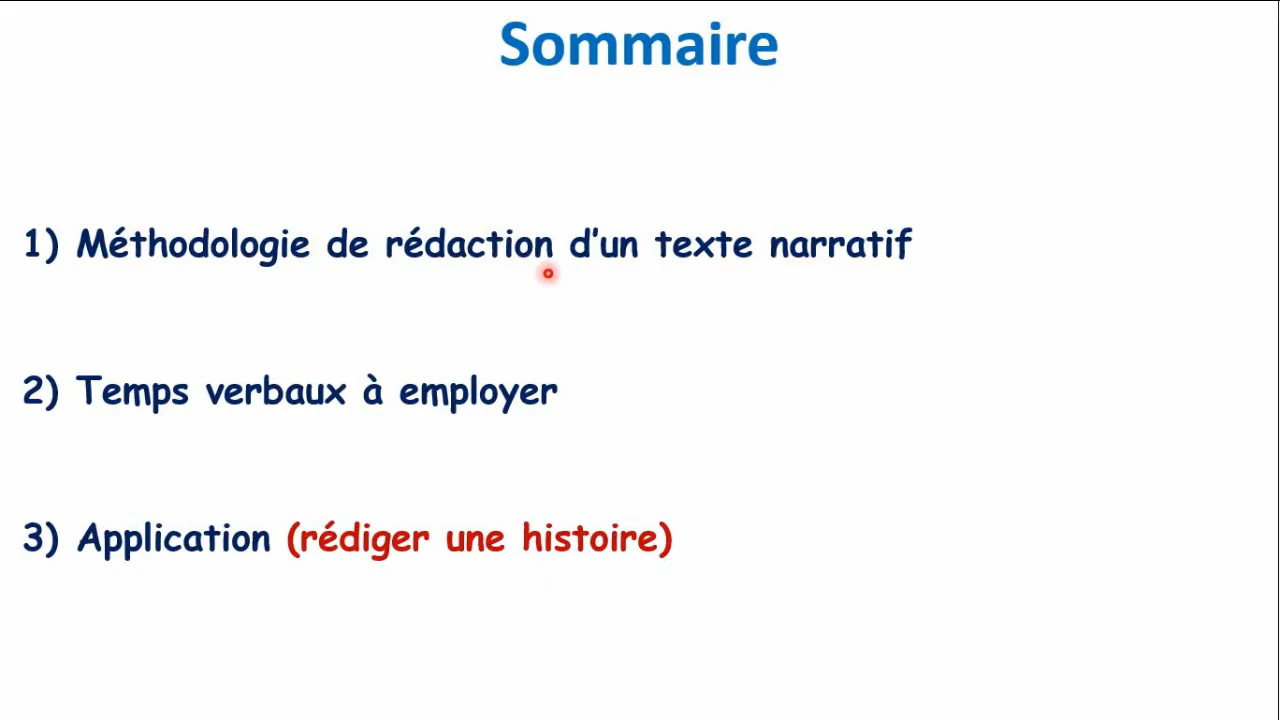 Sommaire
1) Méthodologie de rédaction d’un texte narratif
2) Temps verbaux à employer
3) Application (rédiger une histoire)